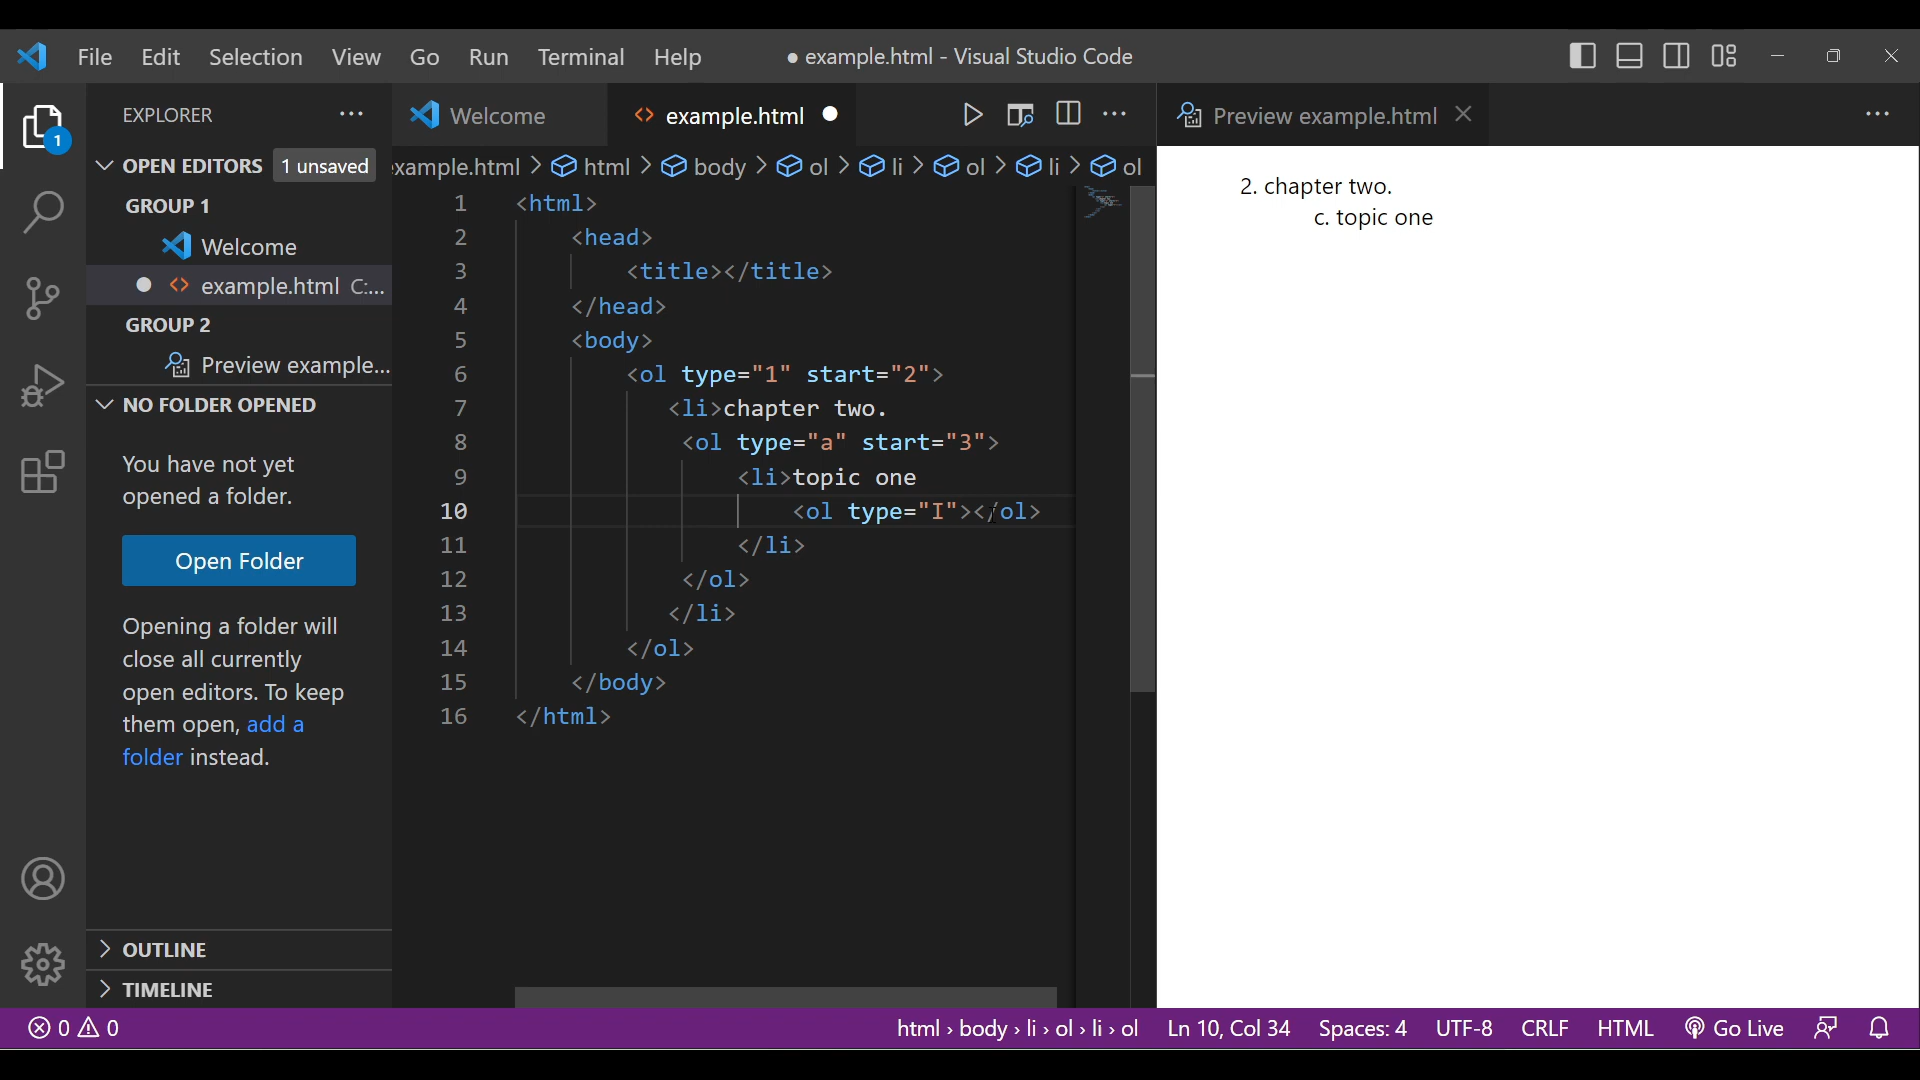 File Edit Selection View Go Run Terminal Help ● example.html - Visual Studio Code
EXPLORER ···
Welcome
example.html
Preview example.html
OPEN EDITORS 1 unsaved
GROUP 1
Welcome
example.html C:...
GROUP 2
Preview example...
NO FOLDER OPENED
You have not yet
opened a folder.
Open Folder
Opening a folder will
close all currently
open editors. To keep
them open, add a
folder instead.
OUTLINE
TIMELINE
xample.html > html > body > ol > li > ol > li > ol
1 <html>
2 <head>
3 <title></title>
4 </head>
5 <body>
6 <ol type="1" start="2">
7 <li>chapter two.
8 <ol type="a" start="3">
9 <li>topic one
10 <ol type="I"></ol>
11 </li>
12 </ol>
13 </li>
14 </ol>
15 </body>
16 </html>
2. chapter two.
c. topic one
1
0 0 html › body › li › ol › li › ol Ln 10, Col 34 Spaces: 4 UTF-8 CRLF HTML Go Live